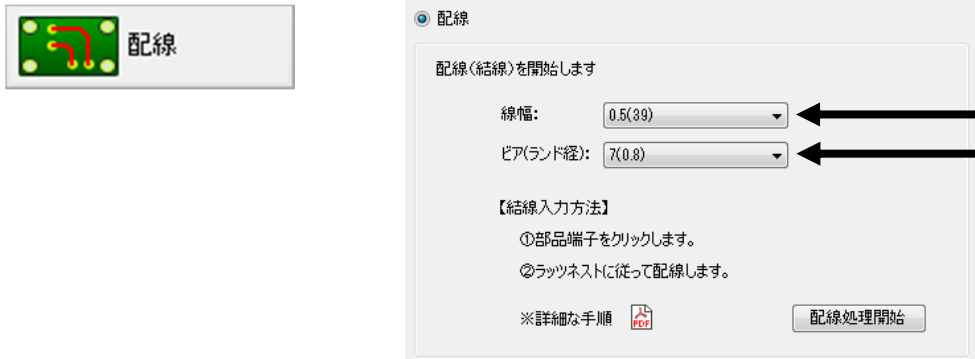 配線
配線
配線(結線)を開始します
線幅: 0.5(39)
ビア(ランド経): 7(0.8)
【結線入力方法】
①部品端子をクリックします。
②ラッツネストに従って配線します。
※詳細な手順 PDF 配線処理開始